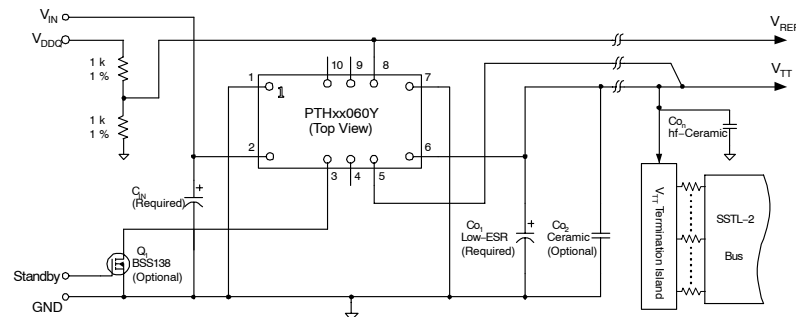 VIN
VDDQ
VREF
VTT
1 k
1 %
1 k
1 %
10 9 8
1 1
7
PTHxx060Y
(Top View)
2
6
3 4 5
Con
hf–Ceramic
CIN
(Required)
+
Q1
BSS138
(Optional)
Co1
Low–ESR
(Required)
+
Co2
Ceramic
(Optional)
VTT Termination Island
SSTL–2
Bus
Standby
GND